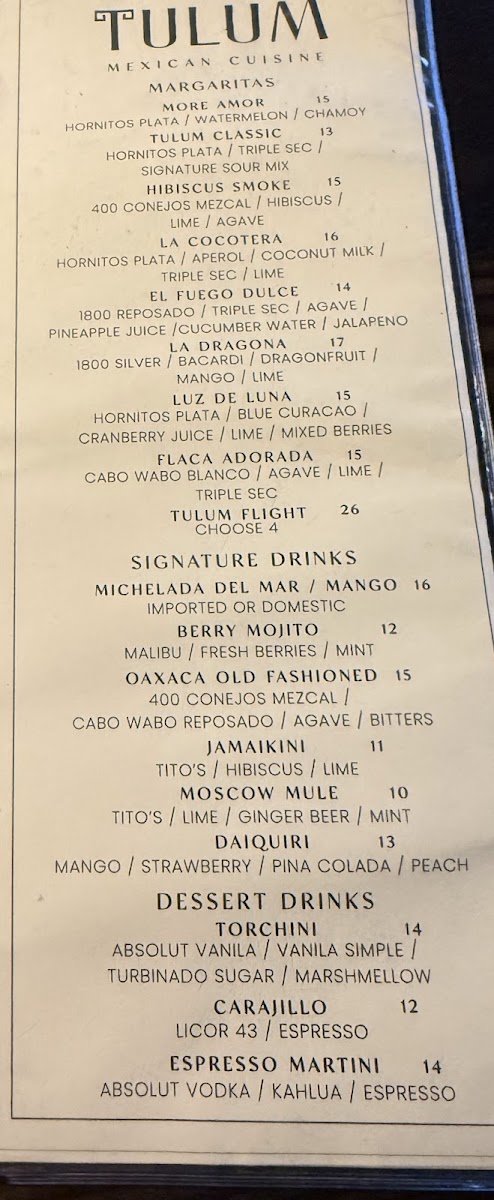 TULUM
MEXICAN CUISINE
MARGARITAS
MORE AMOR 15
HORNITOS PLATA / WATERMELON / CHAMOY
TULUM CLASSIC 13
HORNITOS PLATA / TRIPLE SEC /
SIGNATURE SOUR MIX
HIBISCUS SMOKE 15
400 CONEJOS MEZCAL / HIBISCUS /
LIME / AGAVE
LA COCOTERA 16
HORNITOS PLATA / APEROL / COCONUT MILK /
TRIPLE SEC / LIME
EL FUEGO DULCE 14
1800 REPOSADO / TRIPLE SEC / AGAVE /
PINEAPPLE JUICE /CUCUMBER WATER / JALAPENO
LA DRAGONA 17
1800 SILVER / BACARDI / DRAGONFRUIT /
MANGO / LIME
LUZ DE LUNA 15
HORNITOS PLATA / BLUE CURACAO /
CRANBERRY JUICE / LIME / MIXED BERRIES
FLACA ADORADA 15
CABO WABO BLANCO / AGAVE / LIME /
TRIPLE SEC
TULUM FLIGHT 26
CHOOSE 4
SIGNATURE DRINKS
MICHELADA DEL MAR / MANGO 16
IMPORTED OR DOMESTIC
BERRY MOJITO 12
MALIBU / FRESH BERRIES / MINT
OAXACA OLD FASHIONED 15
400 CONEJOS MEZCAL /
CABO WABO REPOSADO / AGAVE / BITTERS
JAMAIKINI 11
TITO'S / HIBISCUS / LIME
MOSCOW MULE 10
TITO'S / LIME / GINGER BEER / MINT
DAIQUIRI 13
MANGO / STRAWBERRY / PINA COLADA / PEACH
DESSERT DRINKS
TORCHINI 14
ABSOLUT VANILA / VANILA SIMPLE /
TURBINADO SUGAR / MARSHMELLOW
CARAJILLO 12
LICOR 43 / ESPRESSO
ESPRESSO MARTINI 14
ABSOLUT VODKA / KAHLUA / ESPRESSO